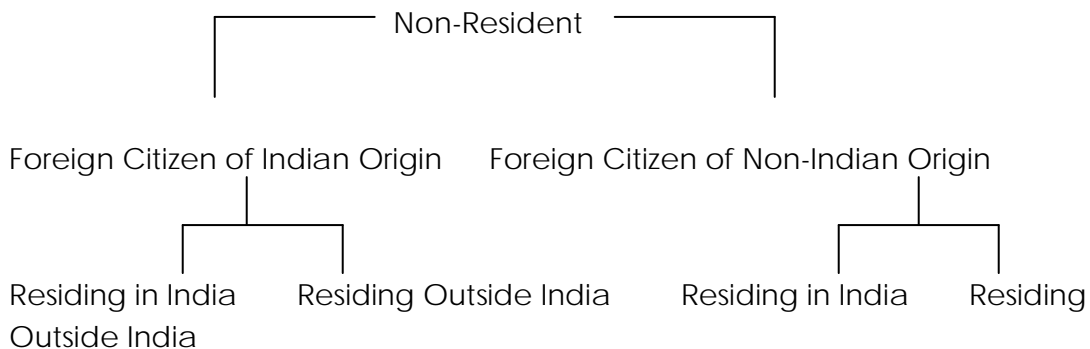 Non-Resident
Foreign Citizen of Indian Origin Foreign Citizen of Non-Indian Origin
Residing in India Residing Outside India Residing in India Residing
Outside India